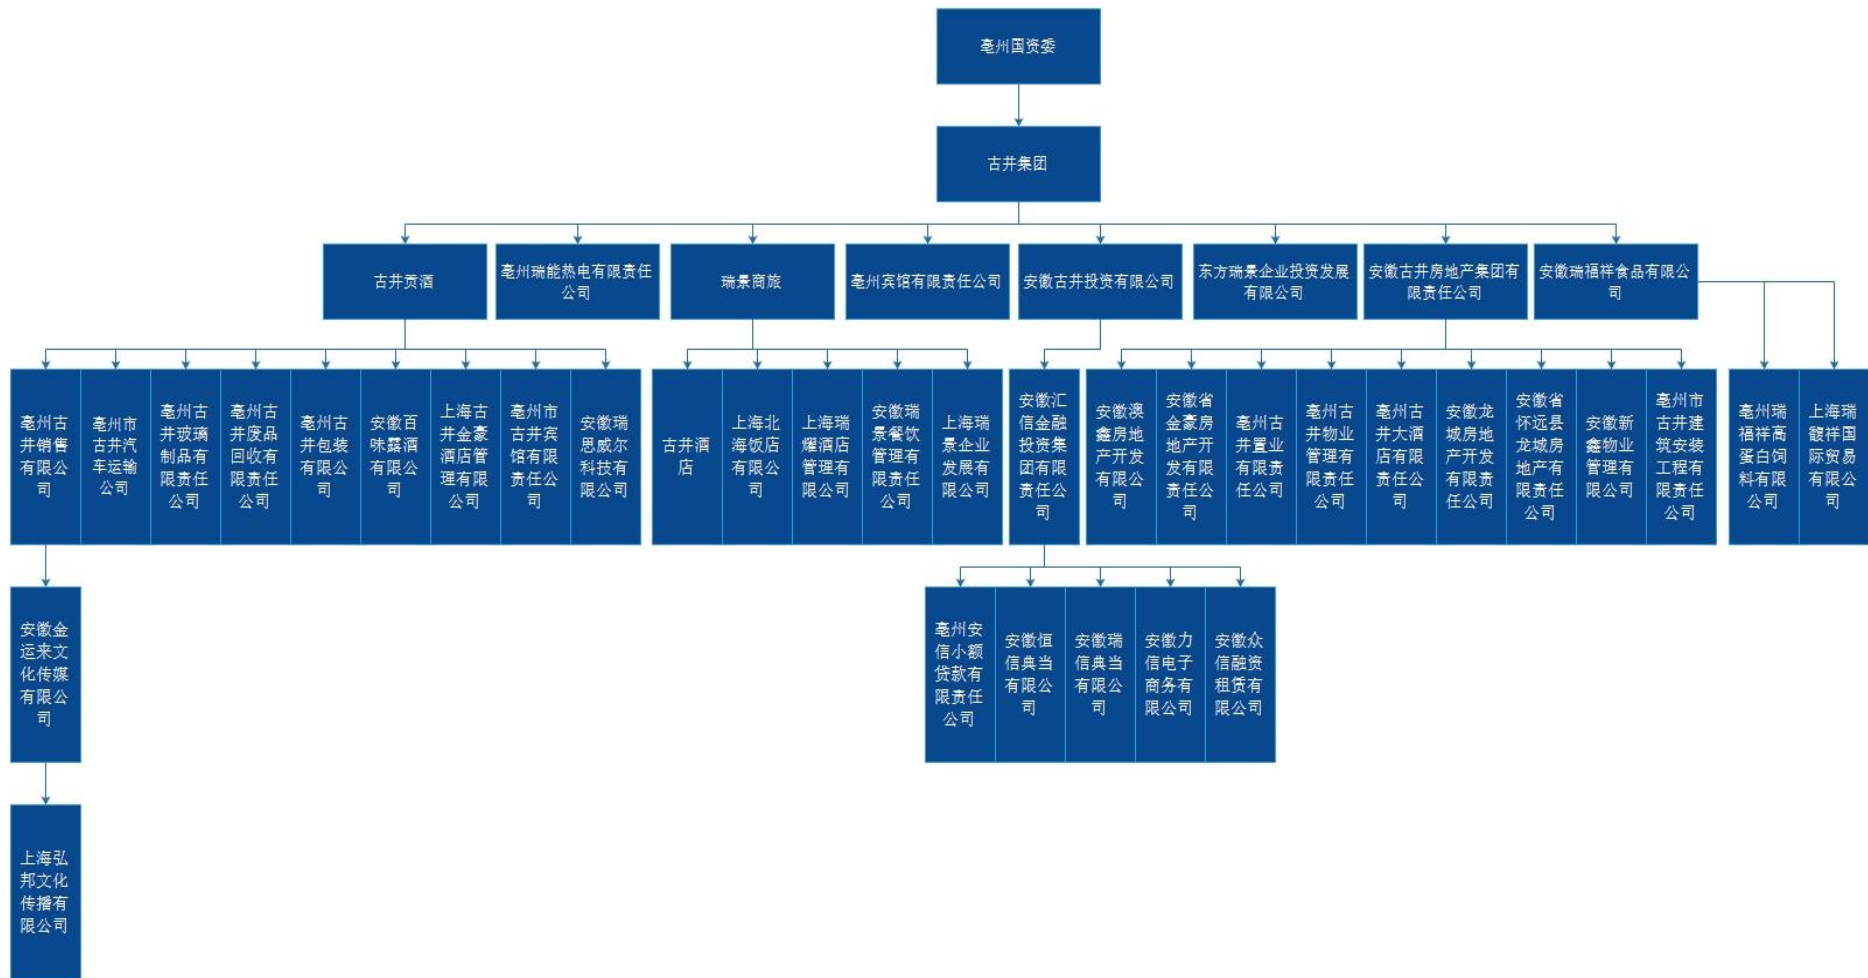 亳州国资委
古井集团
古井贡酒
亳州瑞能热电有限责任
公司
瑞景商旅
亳州宾馆有限责任公司
安徽古井投资有限公司
东方瑞景企业投资发展
有限公司
安徽古井房地产集团有
限责任公司
安徽瑞福祥食品有限公
司
亳州古
井销售
有限公
司
亳州市
古井汽
车运输
公司
亳州古
井玻璃
制品有
限责任
公司
亳州古
井废品
回收有
限责任
公司
亳州古
井包装
有限公
司
安徽百
味露酒
有限公
司
上海古
井金豪
酒店管
理有限
公司
亳州市
古井宾
馆有限
责任公
司
安徽瑞
思威尔
科技有
限公司
古井酒
店
上海北
海饭店
有限公
司
上海瑞
耀酒店
管理有
限公司
安徽瑞
景餐饮
管理有
限责任
公司
上海瑞
景企业
发展有
限公司
安徽汇
信金融
投资集
团有限
责任公
司
安徽澳
鑫房地
产开发
有限公
司
安徽省
金豪房
地产开
发有限
责任公
司
亳州古
井置业
有限责
任公司
亳州古
井物业
管理有
限责任
公司
亳州古
井大酒
店有限
责任公
司
安徽龙
城房地
产开发
有限责
任公司
安徽省
怀远县
龙城房
地产有
限责任
公司
安徽新
鑫物业
管理有
限公司
亳州市
古井建
筑安装
工程有
限责任
公司
亳州瑞
福祥高
蛋白饲
料有限
公司
上海瑞
馥祥国
际贸易
有限公
司
安徽金
运来文
化传媒
有限公
司
亳州安
信小额
贷款有
限责任
公司
安徽恒
信典当
有限公
司
安徽瑞
信典当
有限公
司
安徽力
信电子
商务有
限公司
安徽众
信融资
租赁有
限公司
上海弘
邦文化
传播有
限公司